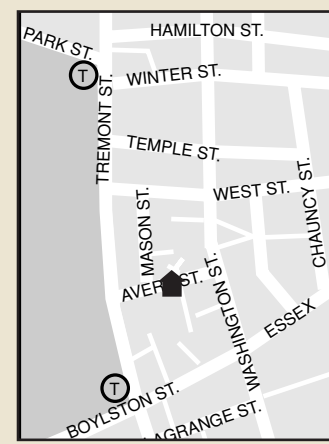 HAMILTON ST.
PARK ST.
T
WINTER ST.
TREMONT ST.
TEMPLE ST.
CHAUNCY ST.
WEST ST.
MASON ST.
ST.
WASHINGTON ST.
ESSEX
T
BOYLSTON ST.
LAGRANGE ST.